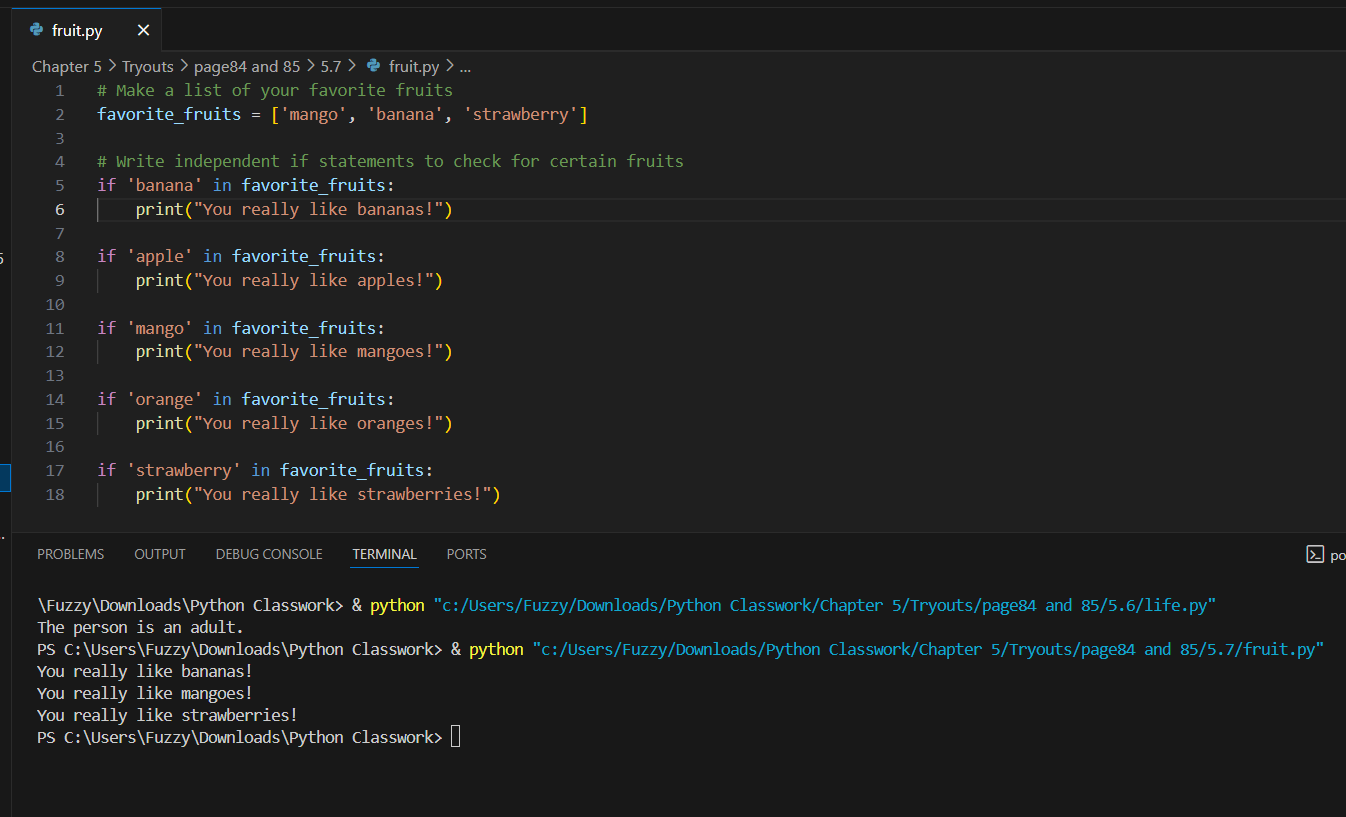 fruit.py
Chapter 5 > Tryouts > page84 and 85 > 5.7 > fruit.py > ...
1 # Make a list of your favorite fruits
2 favorite_fruits = ['mango', 'banana', 'strawberry']
3
4 # Write independent if statements to check for certain fruits
5 if 'banana' in favorite_fruits:
6     print("You really like bananas!")
7
8 if 'apple' in favorite_fruits:
9     print("You really like apples!")
10
11 if 'mango' in favorite_fruits:
12     print("You really like mangoes!")
13
14 if 'orange' in favorite_fruits:
15     print("You really like oranges!")
16
17 if 'strawberry' in favorite_fruits:
18     print("You really like strawberries!")
PROBLEMS OUTPUT DEBUG CONSOLE TERMINAL PORTS po
\Fuzzy\Downloads\Python Classwork> & python "c:/Users/Fuzzy/Downloads/Python Classwork/Chapter 5/Tryouts/page84 and 85/5.6/life.py"
The person is an adult.
PS C:\Users\Fuzzy\Downloads\Python Classwork> & python "c:/Users/Fuzzy/Downloads/Python Classwork/Chapter 5/Tryouts/page84 and 85/5.7/fruit.py"
You really like bananas!
You really like mangoes!
You really like strawberries!
PS C:\Users\Fuzzy\Downloads\Python Classwork>